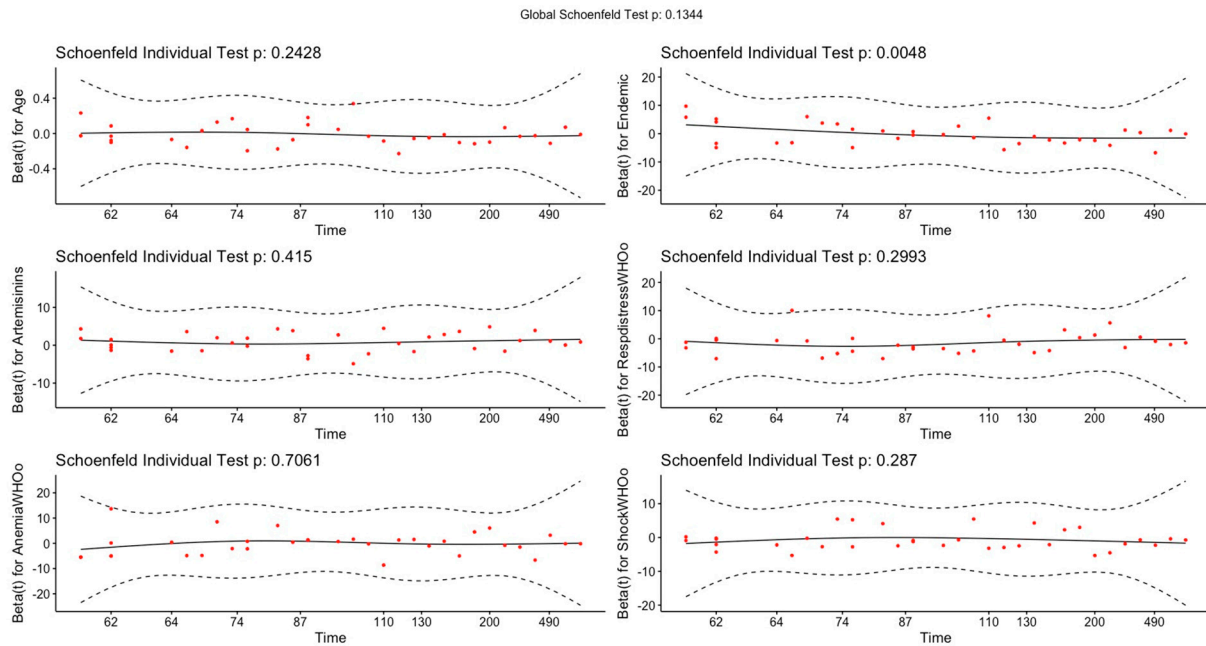 Global Schoenfeld Test p: 0.1344
Schoenfeld Individual Test p: 0.2428
Beta(t) for Age
0.4
0.0
-0.4
62 64 74 87 110 130 200 490
Time
Schoenfeld Individual Test p: 0.0048
Beta(t) for Endemic
20
10
0
-10
-20
62 64 74 87 110 130 200 490
Time
Schoenfeld Individual Test p: 0.415
Beta(t) for Artemisinins
10
0
-10
62 64 74 87 110 130 200 490
Time
Schoenfeld Individual Test p: 0.2993
Beta(t) for RespdistressWHOo
20
10
0
-10
-20
62 64 74 87 110 130 200 490
Time
Schoenfeld Individual Test p: 0.7061
Beta(t) for AnemiaWHOo
20
10
0
-10
-20
62 64 74 87 110 130 200 490
Time
Schoenfeld Individual Test p: 0.287
Beta(t) for ShockWHOo
10
0
-10
-20
62 64 74 87 110 130 200 490
Time